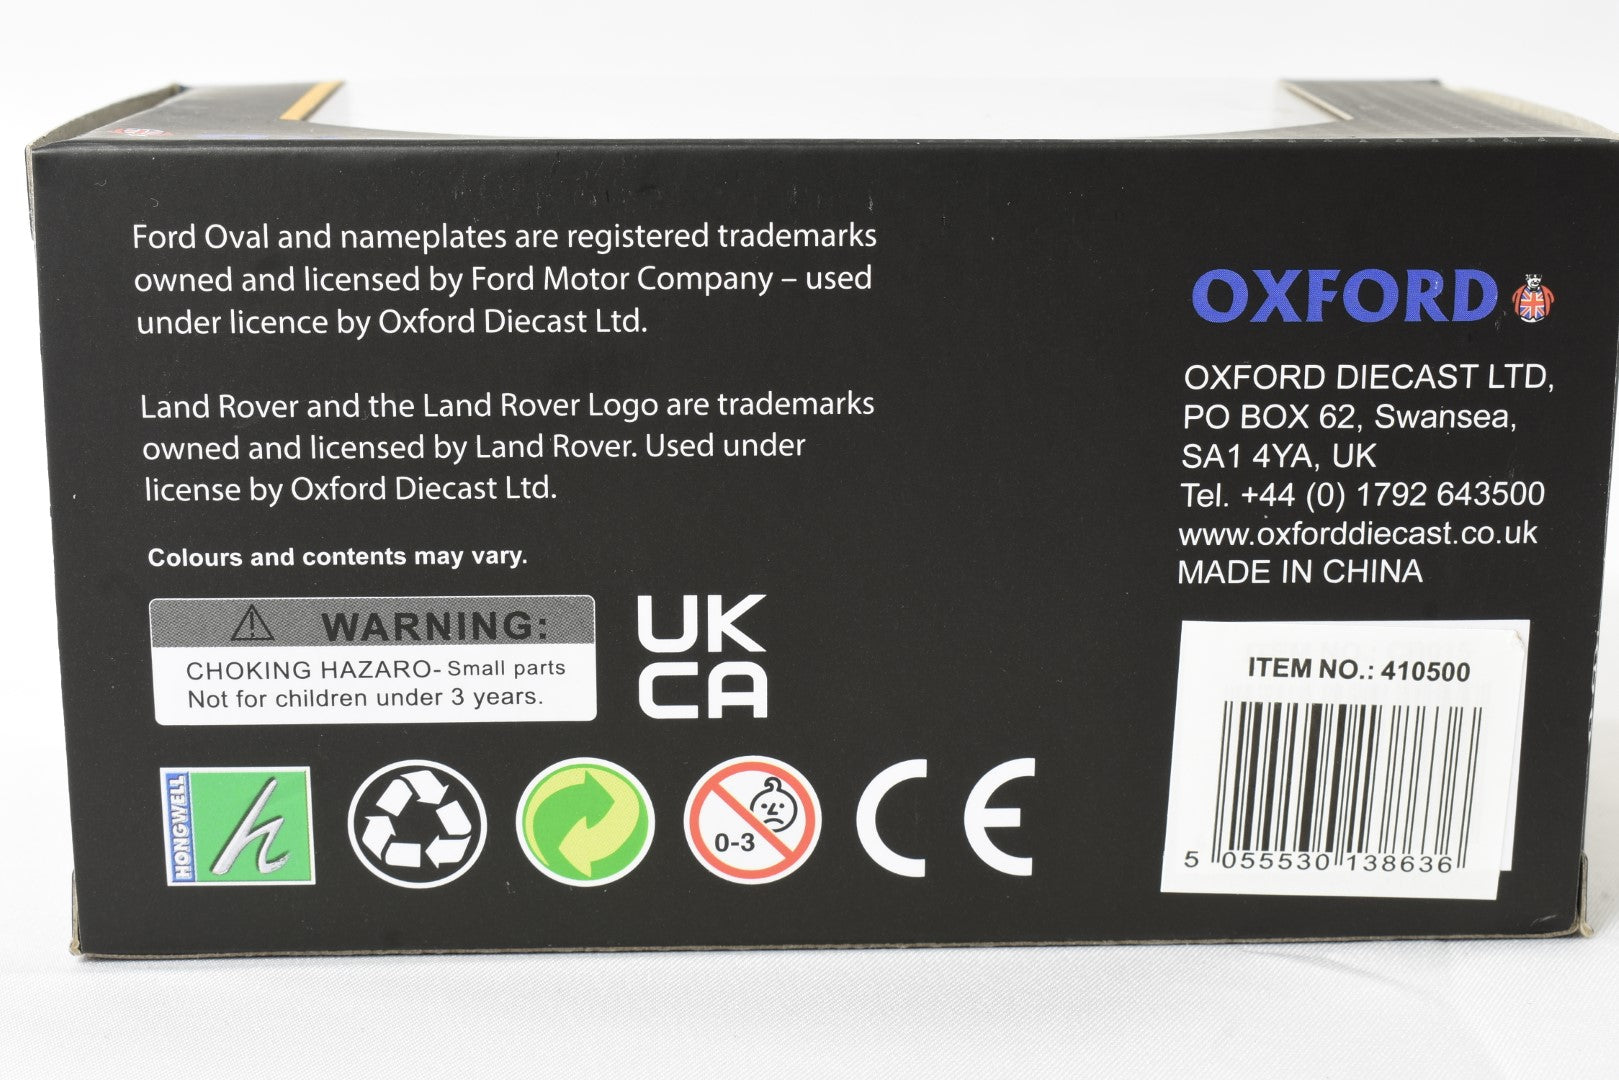 Ford Oval and nameplates are registered trademarks
owned and licensed by Ford Motor Company – used
under licence by Oxford Diecast Ltd.
Land Rover and the Land Rover Logo are trademarks
owned and licensed by Land Rover. Used under
license by Oxford Diecast Ltd.
Colours and contents may vary.
WARNING:
CHOKING HAZARO- Small parts
Not for children under 3 years.
UK
CA
HONGWELL
h
0-3
CE
OXFORD
OXFORD DIECAST LTD,
PO BOX 62, Swansea,
SA1 4YA, UK
Tel. +44 (0) 1792 643500
www.oxforddiecast.co.uk
MADE IN CHINA
ITEM NO.: 410500
5 055530 138636